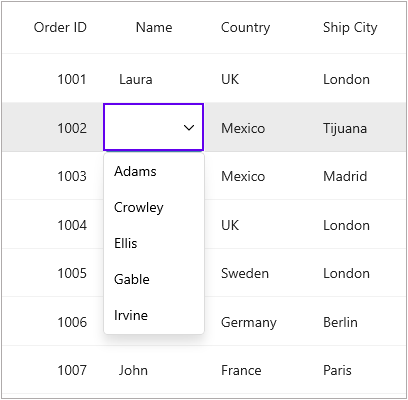 Order ID Name Country Ship City
1001 Laura UK London
1002 Mexico Tijuana
1003 Mexico Madrid
1004 UK London
1005 Sweden London
1006 Germany Berlin
1007 John France Paris
Adams
Crowley
Ellis
Gable
Irvine